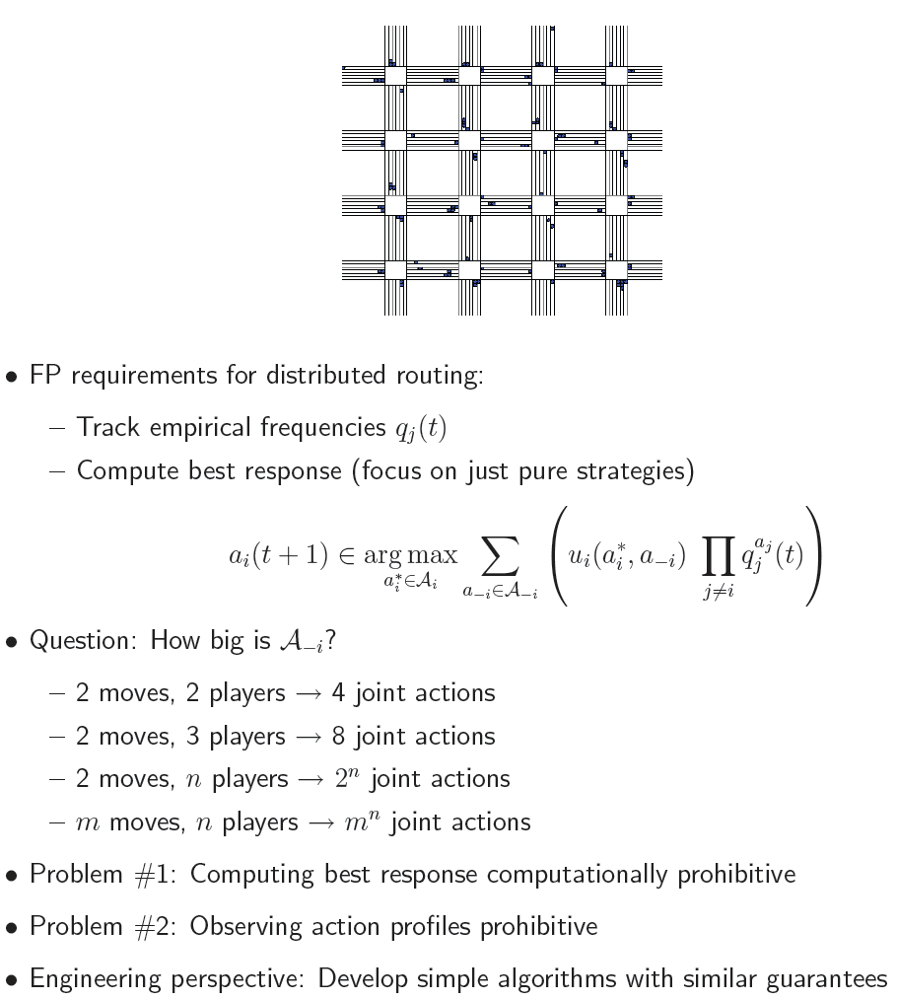 • FP requirements for distributed routing:
– Track empirical frequencies $q_j(t)$
– Compute best response (focus on just pure strategies)
$a_i(t+1) \in \underset{a_i^* \in \mathcal{A}_i}{\arg\max} \sum_{a_{-i} \in \mathcal{A}_{-i}} \left( u_i(a_i^*, a_{-i}) \prod_{j \neq i} q_j^{a_j}(t) \right)$
• Question: How big is $\mathcal{A}_{-i}$?
– 2 moves, 2 players → 4 joint actions
– 2 moves, 3 players → 8 joint actions
– 2 moves, $n$ players → $2^n$ joint actions
– $m$ moves, $n$ players → $m^n$ joint actions
• Problem #1: Computing best response computationally prohibitive
• Problem #2: Observing action profiles prohibitive
• Engineering perspective: Develop simple algorithms with similar guarantees